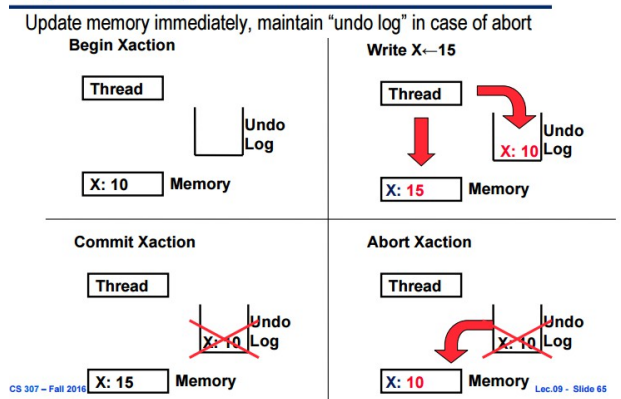 Update memory immediately, maintain “undo log” in case of abort
Begin Xaction
Thread
Undo
Log
X: 10 Memory
Write X←15
Thread
Undo
X: 10 Log
X: 15 Memory
Commit Xaction
Thread
Undo
X: 10 Log
X: 15 Memory
Abort Xaction
Thread
Undo
X: 10 Log
X: 10 Memory
CS 307 – Fall 2016
Lec.09 - Slide 65